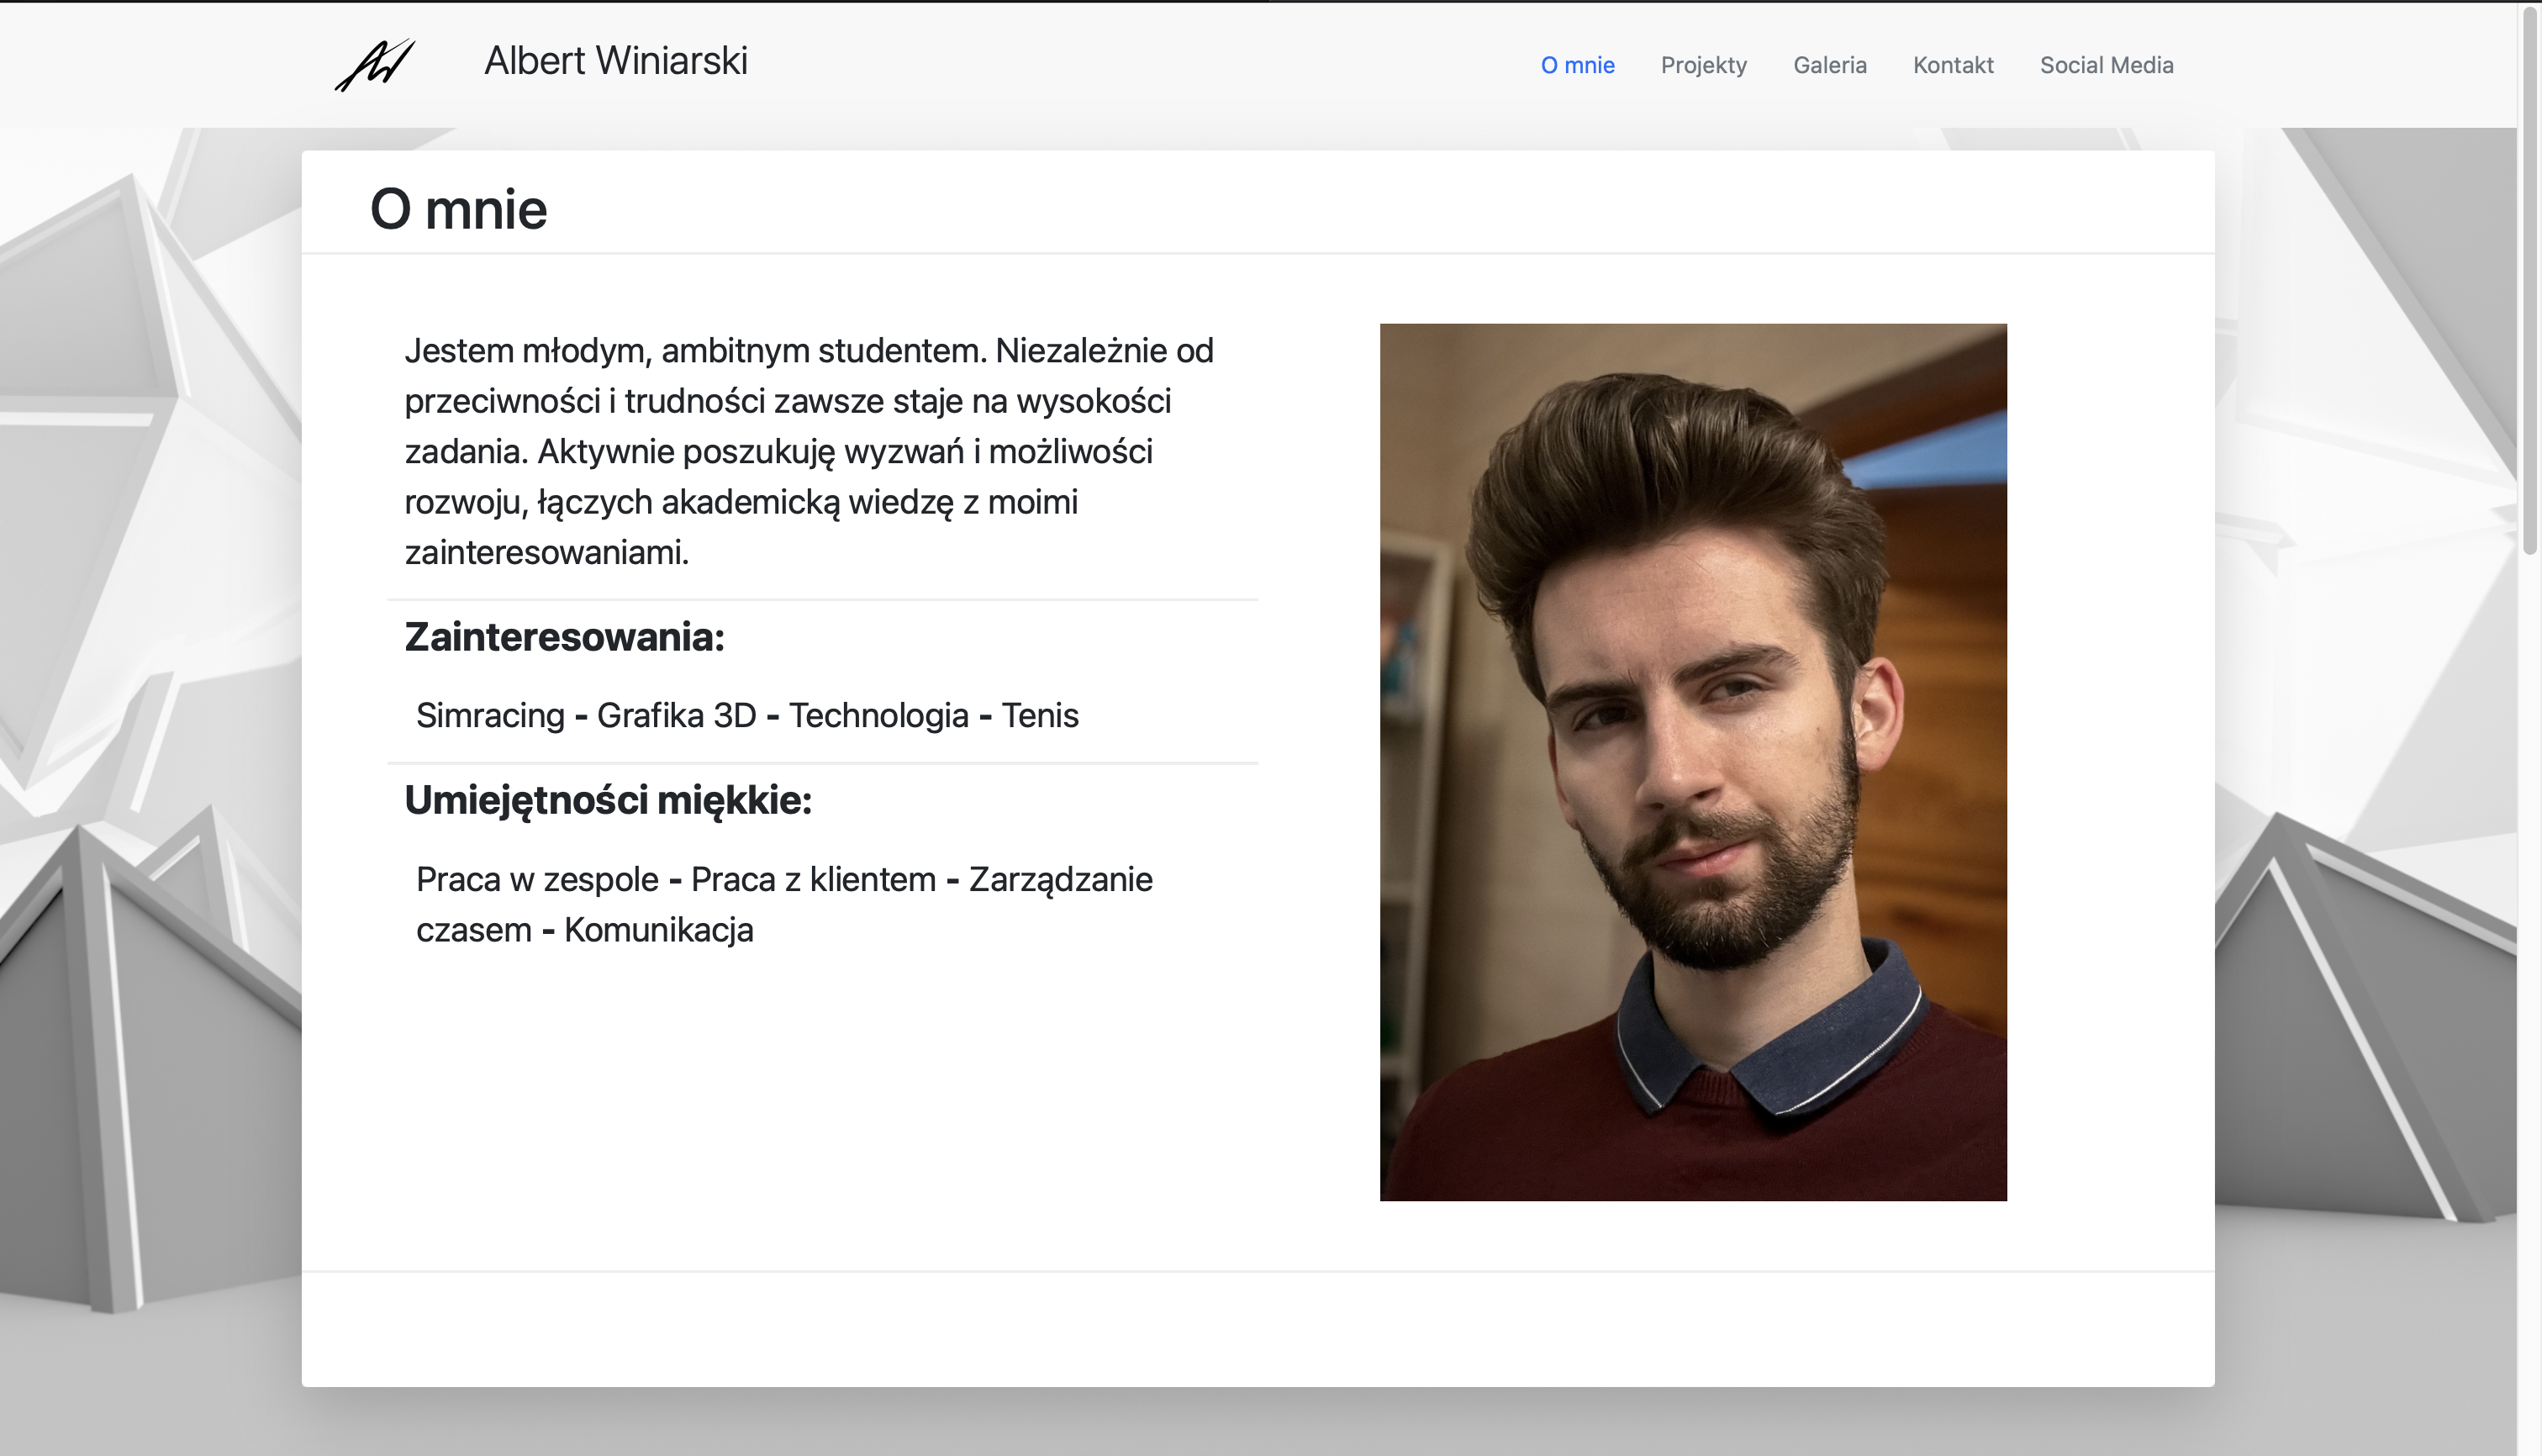 AW
Albert Winiarski
O mnie
Projekty
Galeria
Kontakt
Social Media
O mnie
Jestem młodym, ambitnym studentem. Niezależnie od
przeciwności i trudności zawsze staje na wysokości
zadania. Aktywnie poszukuję wyzwań i możliwości
rozwoju, łączych akademicką wiedzę z moimi
zainteresowaniami.
Zainteresowania:
Simracing - Grafika 3D - Technologia - Tenis
Umiejętności miękkie:
Praca w zespole - Praca z klientem - Zarządzanie
czasem - Komunikacja